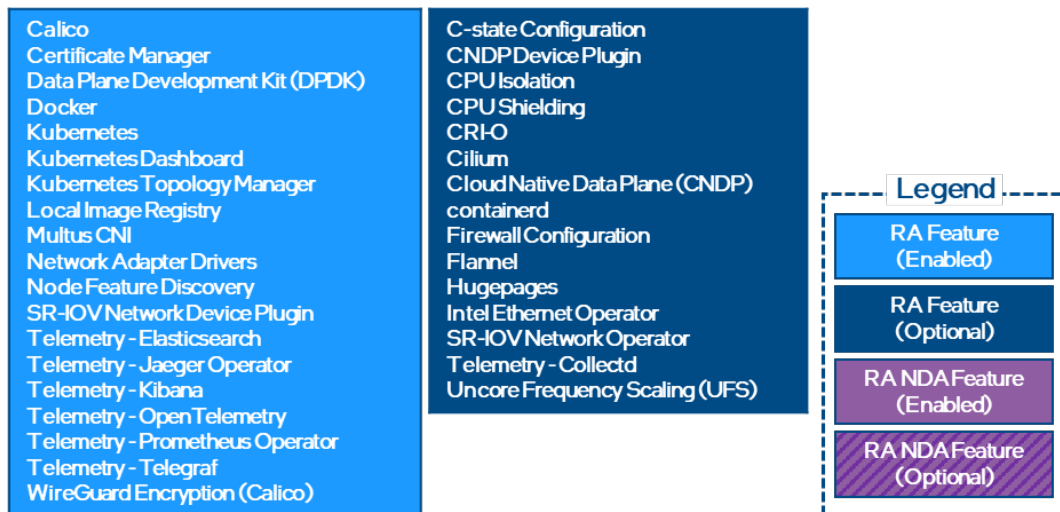 Calico
Certificate Manager
Data Plane Development Kit (DPDK)
Docker
Kubernetes
Kubernetes Dashboard
Kubernetes Topology Manager
Local Image Registry
Multus CNI
Network Adapter Drivers
Node Feature Discovery
SR-IOV Network Device Plugin
Telemetry - Elasticsearch
Telemetry - Jaeger Operator
Telemetry - Kibana
Telemetry - OpenTelemetry
Telemetry - Prometheus Operator
Telemetry - Telegraf
WireGuard Encryption (Calico)
C-state Configuration
CNDP Device Plugin
CPU Isolation
CPU Shielding
CRI-O
Cilium
Cloud Native Data Plane (CNDP)
containerd
Firewall Configuration
Flannel
Hugepages
Intel Ethernet Operator
SR-IOV Network Operator
Telemetry - Collectd
Uncore Frequency Scaling (UFS)
Legend
RA Feature
(Enabled)
RA Feature
(Optional)
RA NDA Feature
(Enabled)
RA NDA Feature
(Optional)